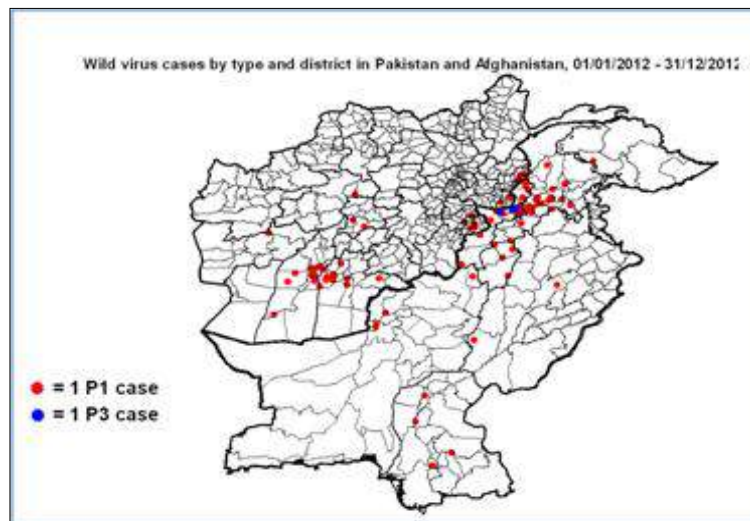 Wild virus cases by type and district in Pakistan and Afghanistan, 01/01/2012 - 31/12/2012
= 1 P1 case
= 1 P3 case